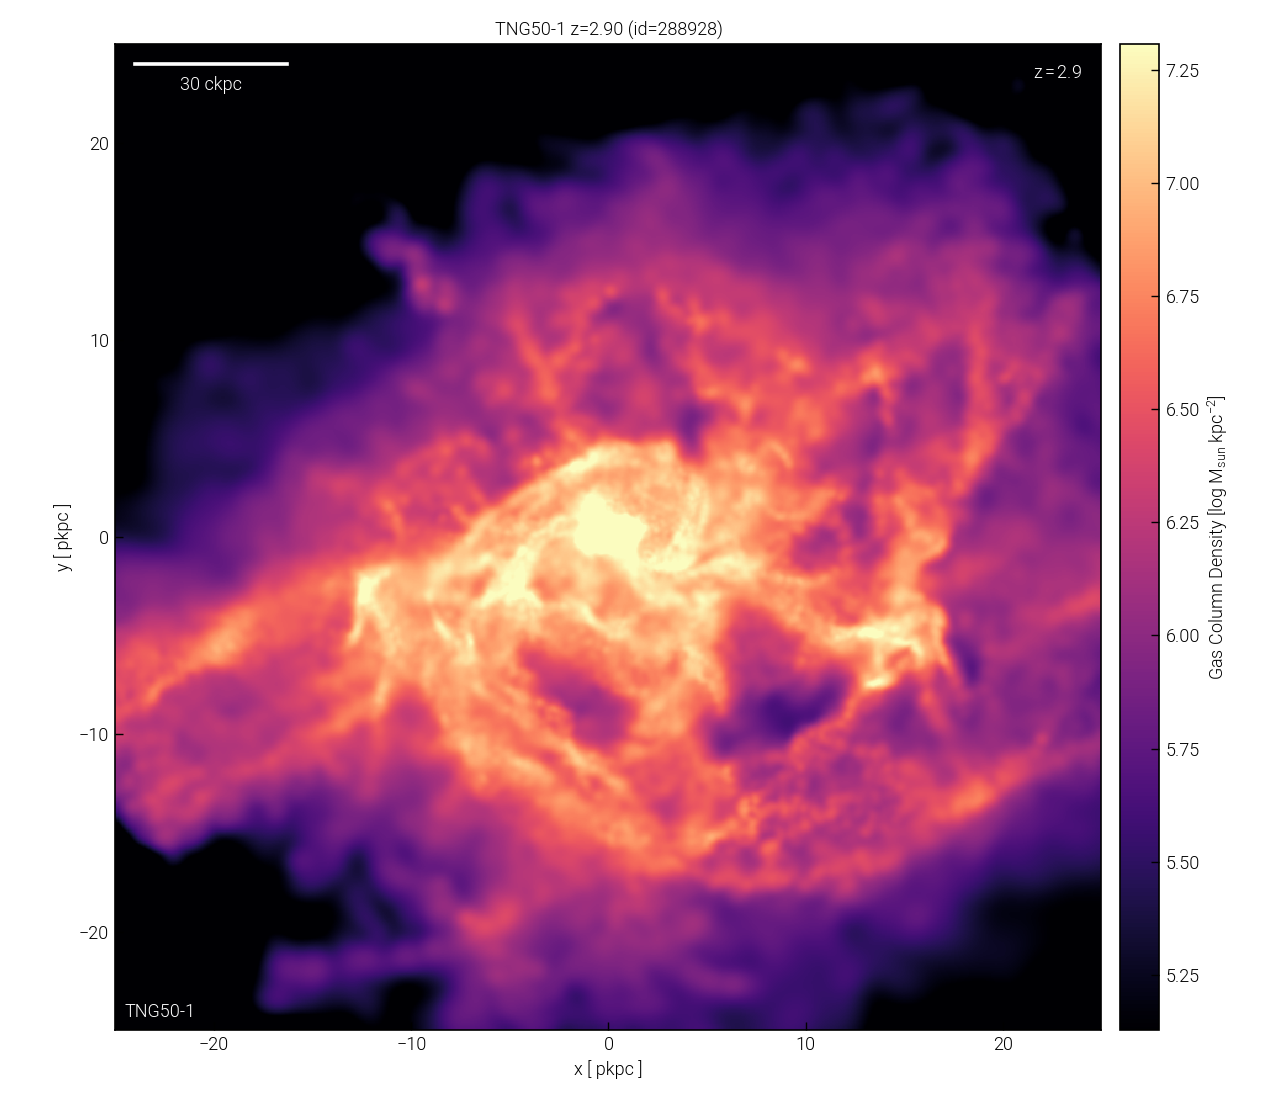 TNG50-1 z=2.90 (id=288928)
30 ckpc
z=2.9
TNG50-1
20
10
0
−10
−20
y [ pkpc ]
−20
−10
0
10
20
x [ pkpc ]
7.25
7.00
6.75
6.50
6.25
6.00
5.75
5.50
5.25
Gas Column Density [log M_sun kpc⁻²]